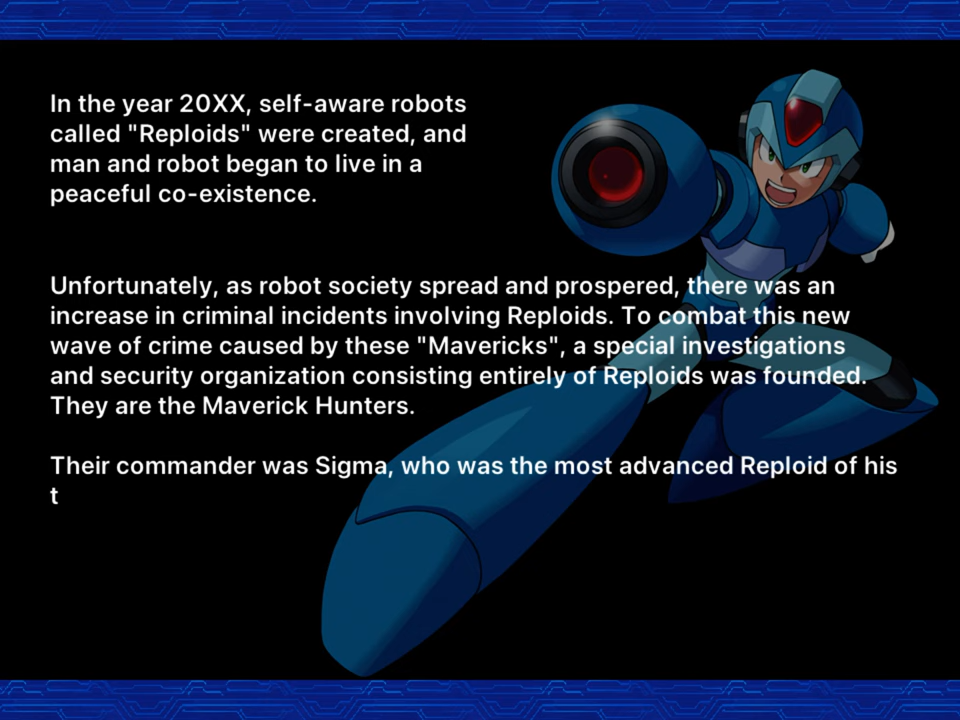 In the year 20XX, self-aware robots
called "Reploids" were created, and
man and robot began to live in a
peaceful co-existence.
Unfortunately, as robot society spread and prospered, there was an
increase in criminal incidents involving Reploids. To combat this new
wave of crime caused by these "Mavericks", a special investigations
and security organization consisting entirely of Reploids was founded.
They are the Maverick Hunters.
Their commander was Sigma, who was the most advanced Reploid of his
t